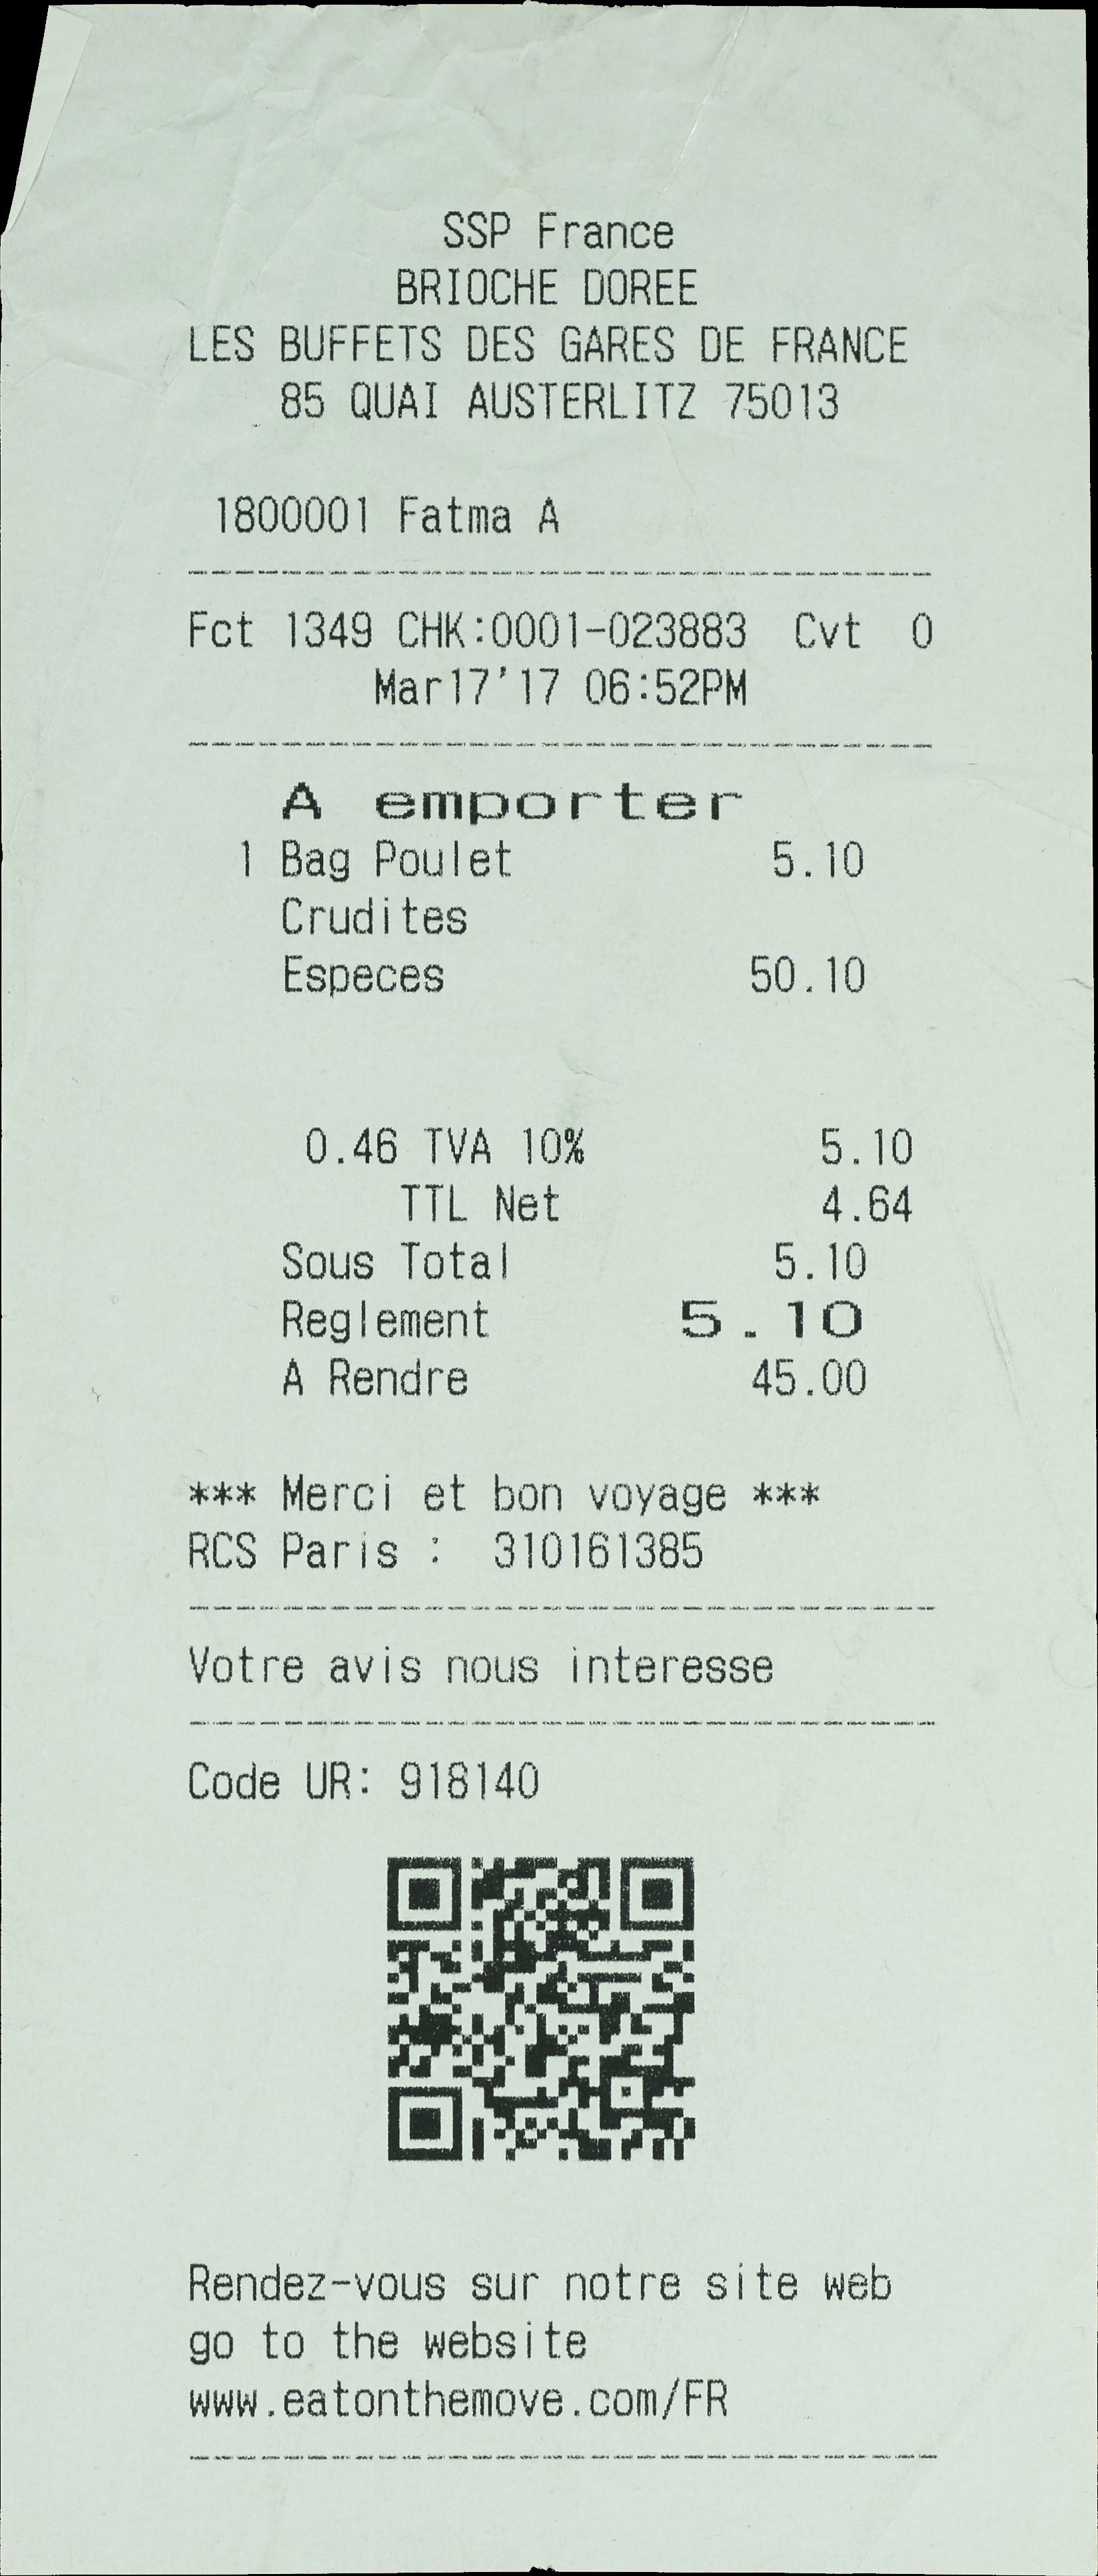 SSP France
BRIOCHE DOREE
LES BUFFETS DES GARES DE FRANCE
85 QUAI AUSTERLITZ 75013
1800001 Fatma A
Fct 1349 CHK:0001-023883 Cvt 0
Mar17'17 06:52PM
A emporter
1 Bag Poulet 5.10
Crudites
Especes 50.10
0.46 TVA 10% 5.10
TTL Net 4.64
Sous Total 5.10
Reglement 5.10
A Rendre 45.00
*** Merci et bon voyage ***
RCS Paris : 310161385
Votre avis nous interesse
Code UR: 918140
Rendez-vous sur notre site web
go to the website
www.eatonthemove.com/FR